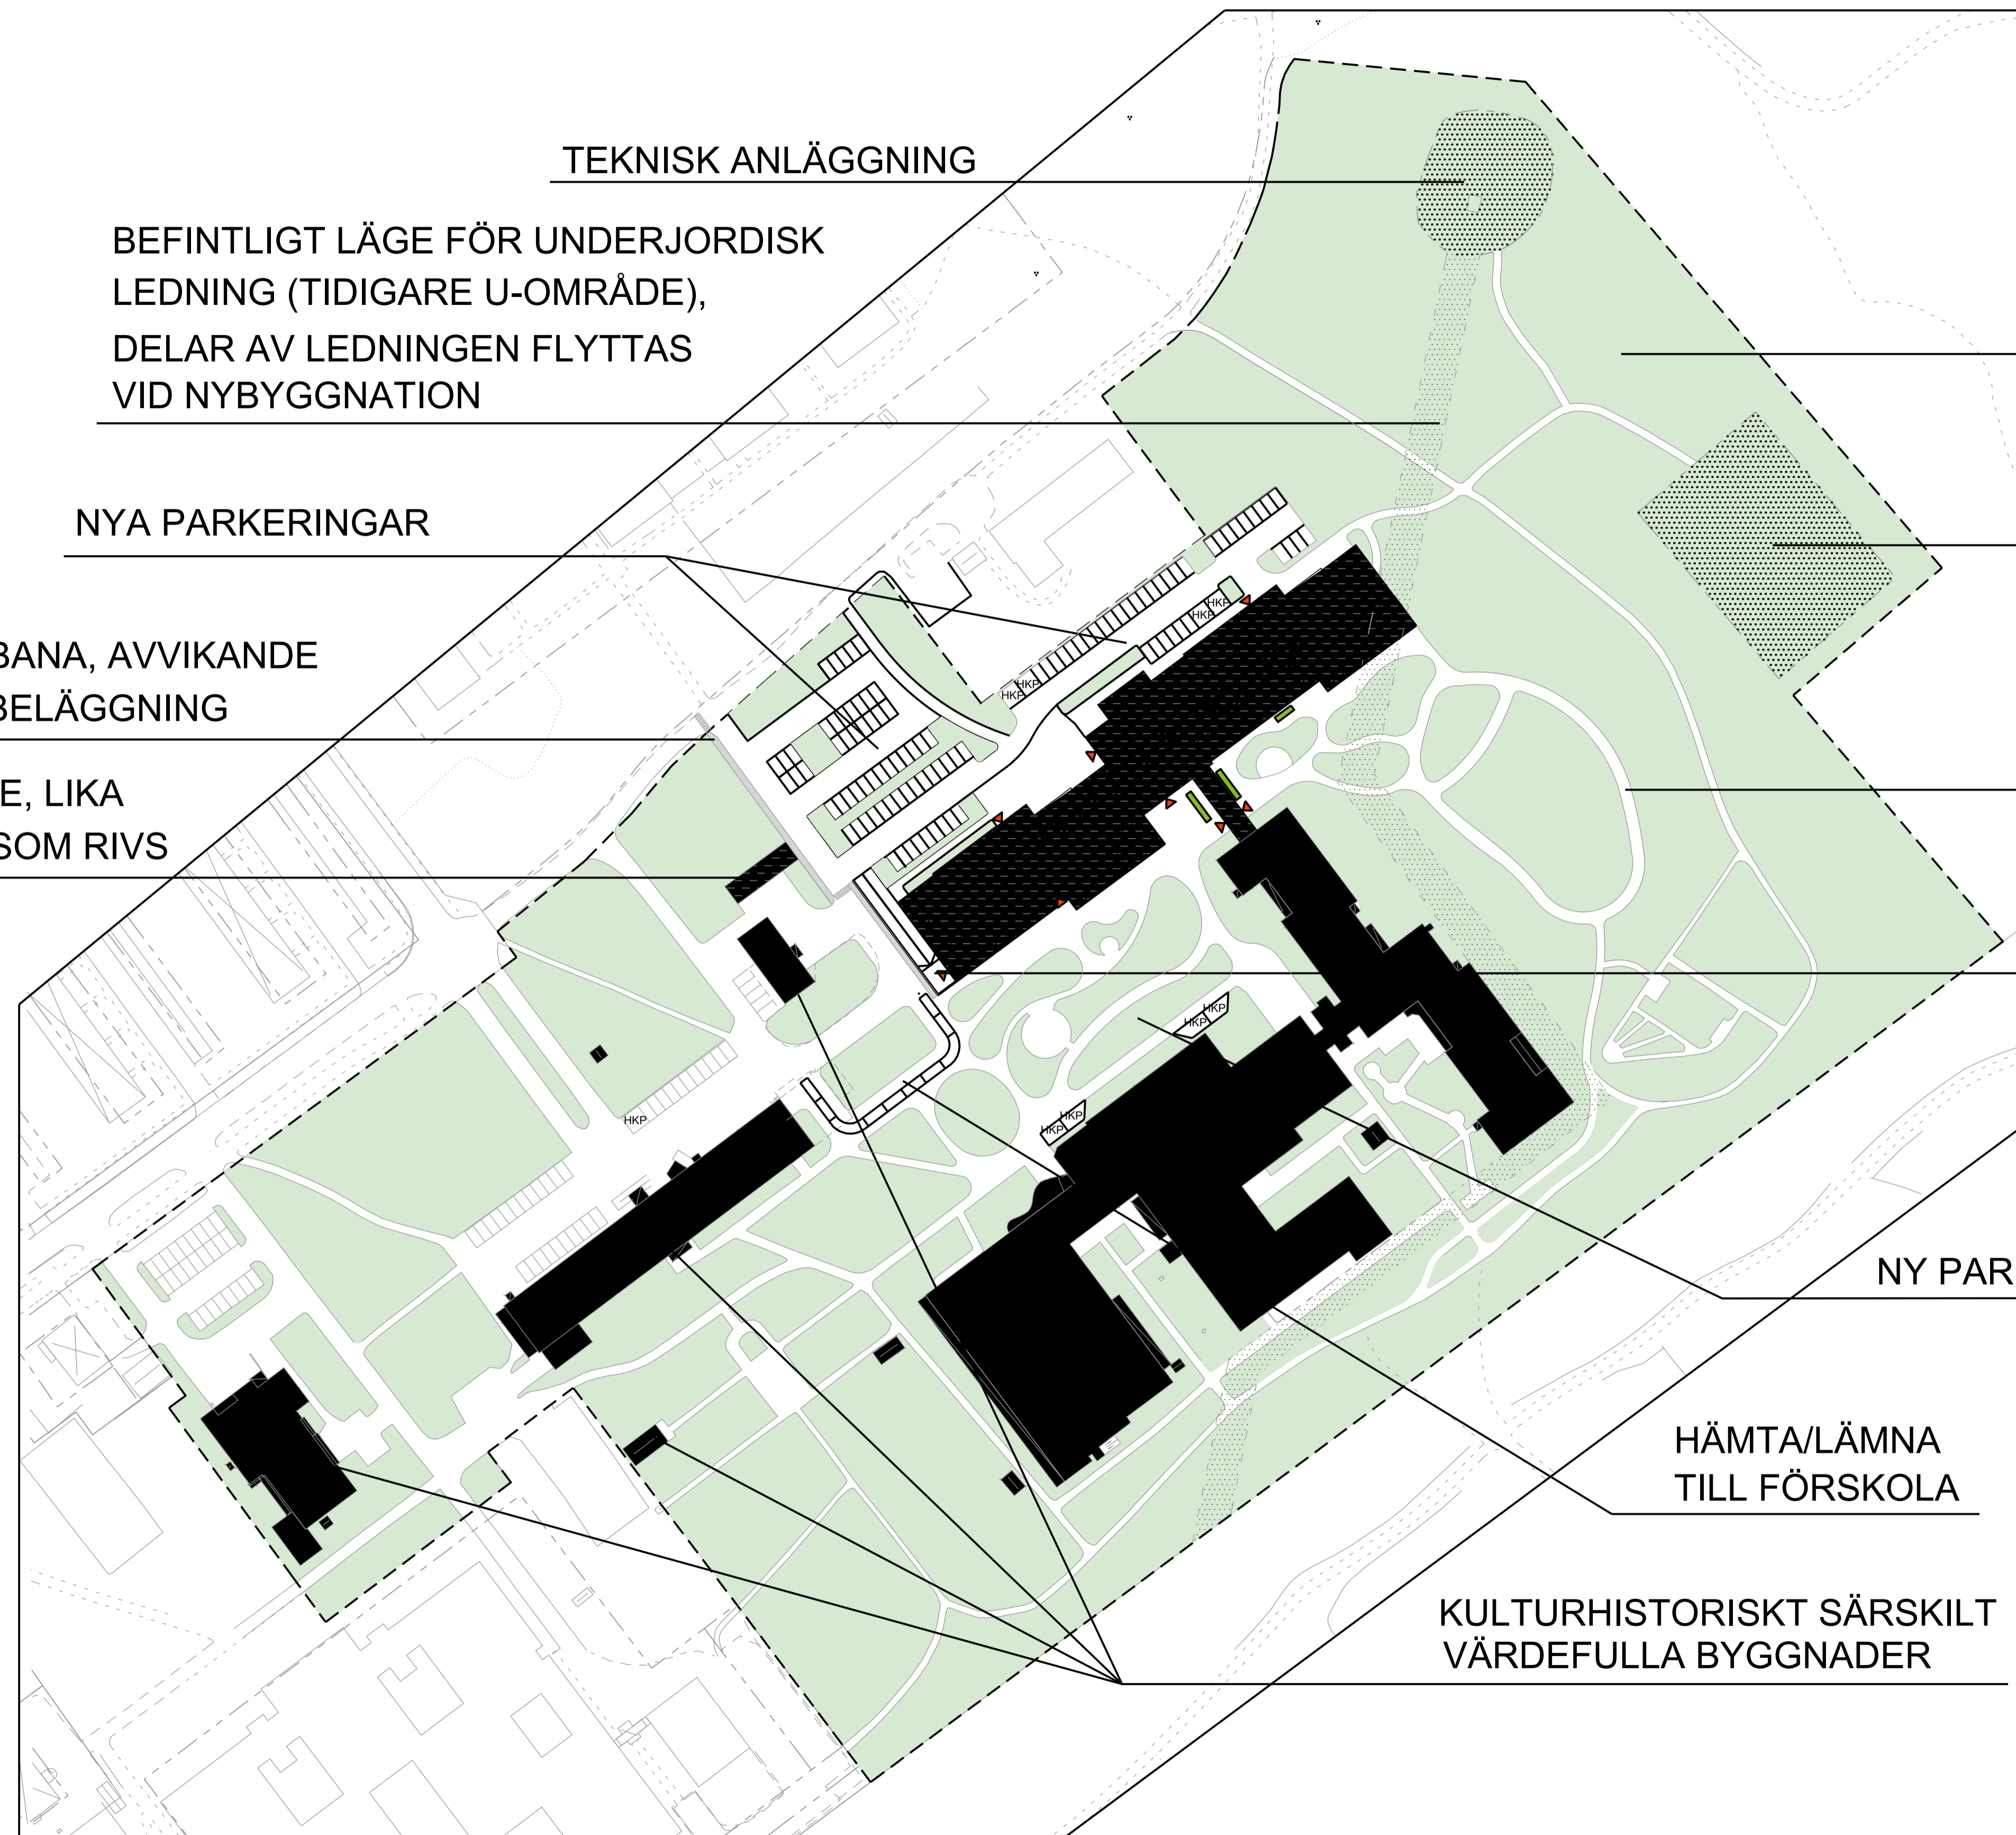 TEKNISK ANLÄGGNING
BEFINTLIGT LÄGE FÖR UNDERJORDISK
LEDNING (TIDIGARE U-OMRÅDE),
DELAR AV LEDNINGEN FLYTTAS
VID NYBYGGNATION
NYA PARKERINGAR
BANA, AVVIKANDE
BELÄGGNING
E, LIKA
SOM RIVS
HKP
HKP
HKP
HKP
HKP
HKP
HKP
HKP
HKP
NY PAR
HÄMTA/LÄMNA
TILL FÖRSKOLA
KULTURHISTORISKT SÄRSKILT
VÄRDEFULLA BYGGNADER